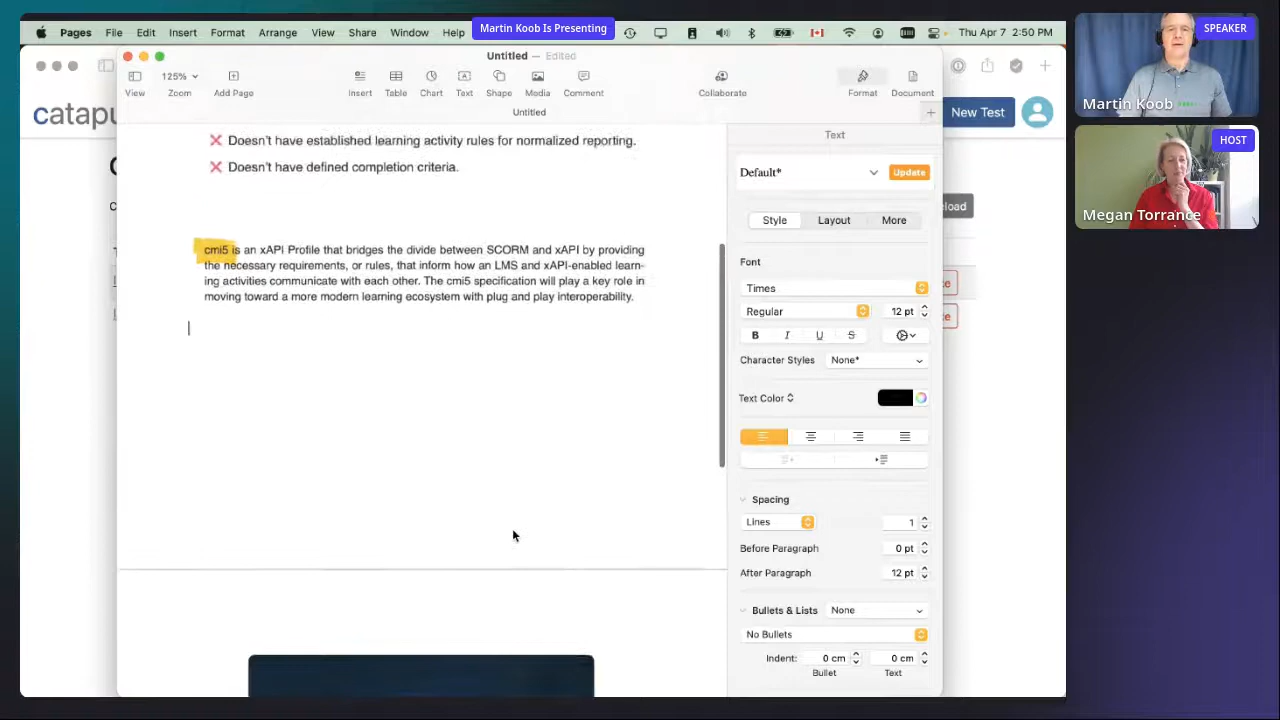 Martin Koob Is Presenting
Pages File Edit Insert Format Arrange View Share Window Help
Thu Apr 7 2:50 PM
SPEAKER
Martin Koob
HOST
Megan Torrance
Untitled — Edited
125%
View Zoom Add Page Insert Table Chart Text Shape Media Comment Collaborate Format Document
Untitled
catapu
New Test
Doesn't have established learning activity rules for normalized reporting.
Doesn't have defined completion criteria.
cmi5 is an xAPI Profile that bridges the divide between SCORM and xAPI by providing
the necessary requirements, or rules, that inform how an LMS and xAPI-enabled learn-
ing activities communicate with each other. The cmi5 specification will play a key role in
moving toward a more modern learning ecosystem with plug and play interoperability.
Text
Default*
Update
Style Layout More
Font
Times
Regular 12 pt
B I U S
Character Styles None*
Text Color
Spacing
Lines 1
Before Paragraph 0 pt
After Paragraph 12 pt
Bullets & Lists None
No Bullets
Indent: 0 cm 0 cm
Bullet Text